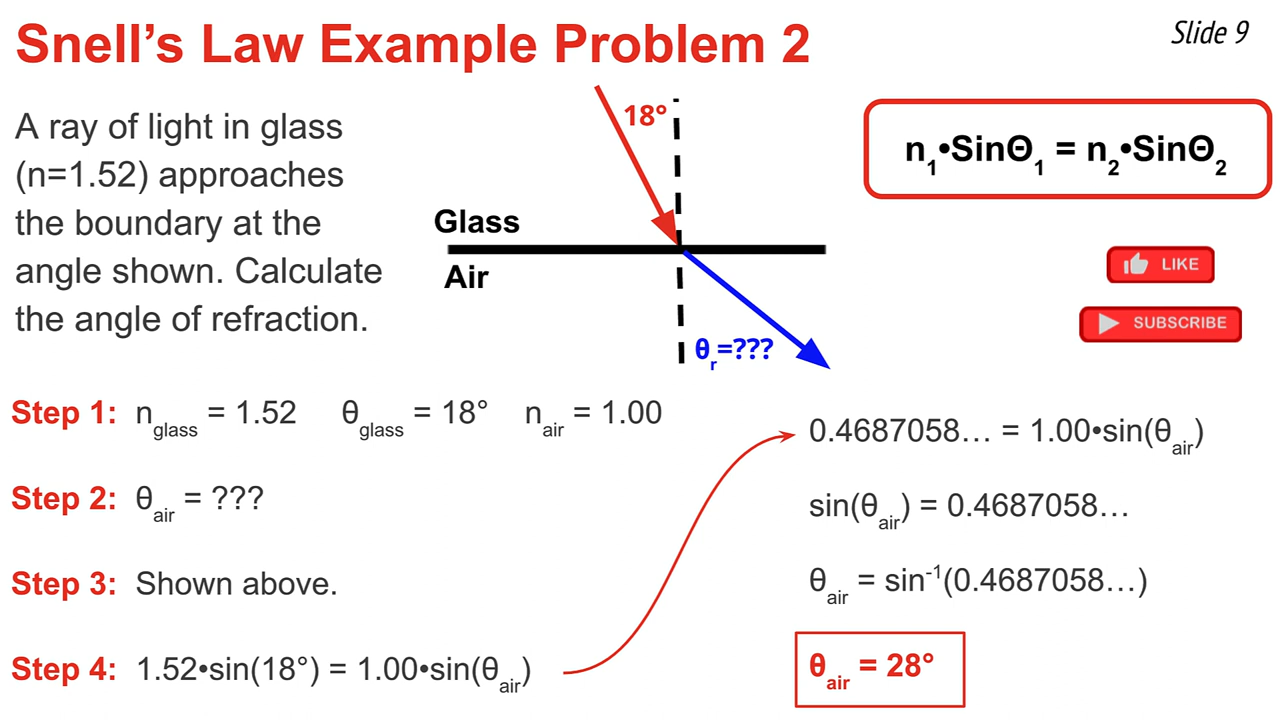 Snell's Law Example Problem 2
Slide 9
A ray of light in glass
(n=1.52) approaches
the boundary at the
angle shown. Calculate
the angle of refraction.
18°
Glass
Air
θr=???
n1•SinΘ1 = n2•SinΘ2
LIKE
SUBSCRIBE
Step 1: nglass = 1.52 θglass = 18° nair = 1.00
Step 2: θair = ???
Step 3: Shown above.
Step 4: 1.52•sin(18°) = 1.00•sin(θair)
0.4687058… = 1.00•sin(θair)
sin(θair) = 0.4687058…
θair = sin-1(0.4687058…)
θair = 28°